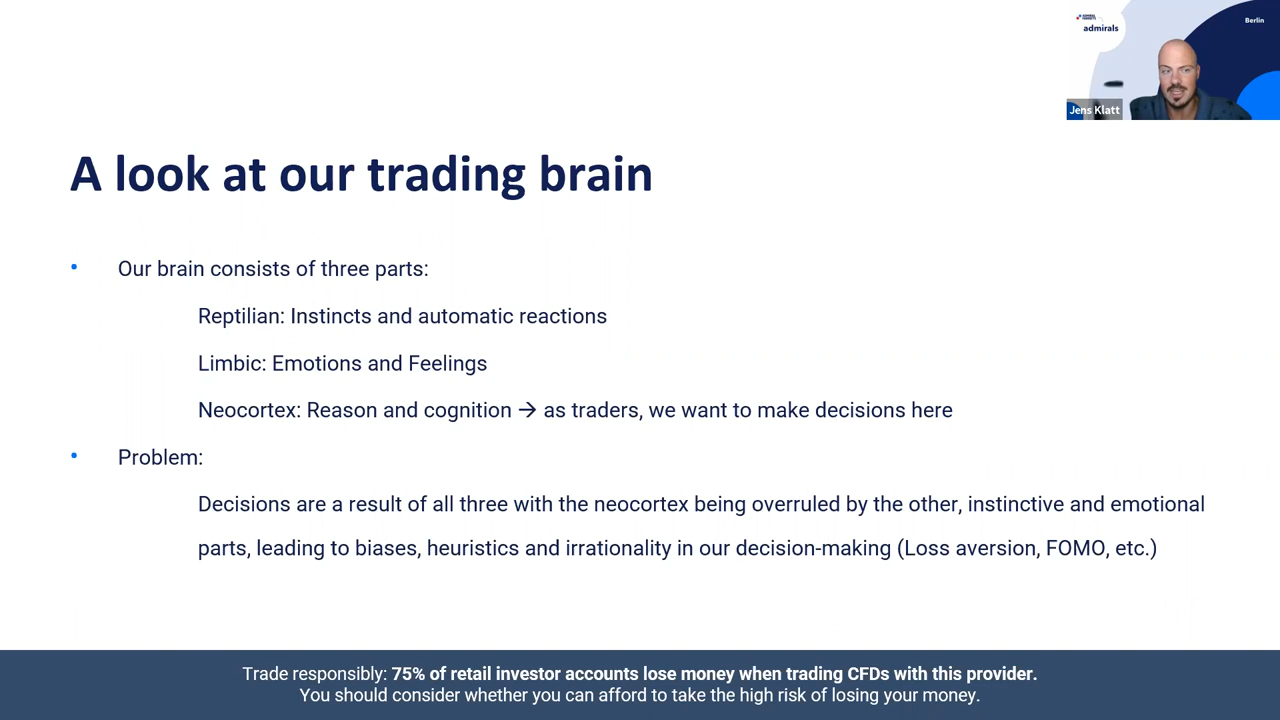 admirals
Berlin
Jens Klatt
A look at our trading brain
• Our brain consists of three parts:
Reptilian: Instincts and automatic reactions
Limbic: Emotions and Feelings
Neocortex: Reason and cognition → as traders, we want to make decisions here
• Problem:
Decisions are a result of all three with the neocortex being overruled by the other, instinctive and emotional
parts, leading to biases, heuristics and irrationality in our decision-making (Loss aversion, FOMO, etc.)
Trade responsibly: 75% of retail investor accounts lose money when trading CFDs with this provider.
You should consider whether you can afford to take the high risk of losing your money.